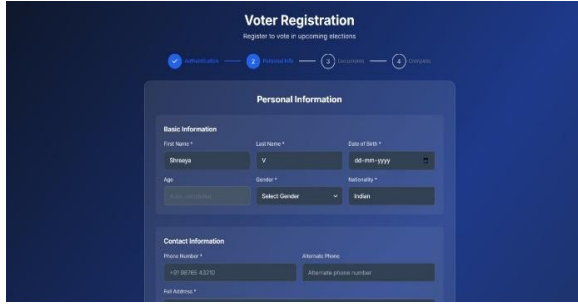 Voter Registration
Register to vote in upcoming elections
Authentication 2 Personal Info 3 Documents 4 Complete
Personal Information
Basic Information
First Name * Last Name * Date of Birth *
Shreeya V dd-mm-yyyy
Age Gender * Nationality *
Select Gender Indian
Contact Information
Phone Number * Alternate Phone
+91 98765 43210 Alternate phone number
Full Address *